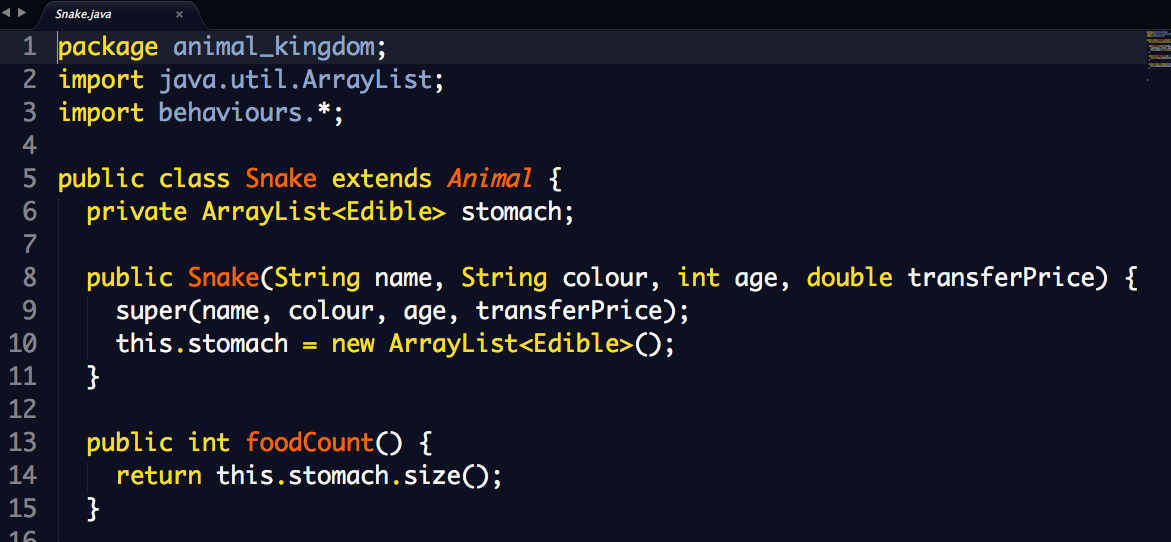 Snake.java ×
1 package animal_kingdom;
2 import java.util.ArrayList;
3 import behaviours.*;
4
5 public class Snake extends Animal {
6   private ArrayList<Edible> stomach;
7
8   public Snake(String name, String colour, int age, double transferPrice) {
9     super(name, colour, age, transferPrice);
10     this.stomach = new ArrayList<Edible>();
11   }
12
13   public int foodCount() {
14     return this.stomach.size();
15   }
16